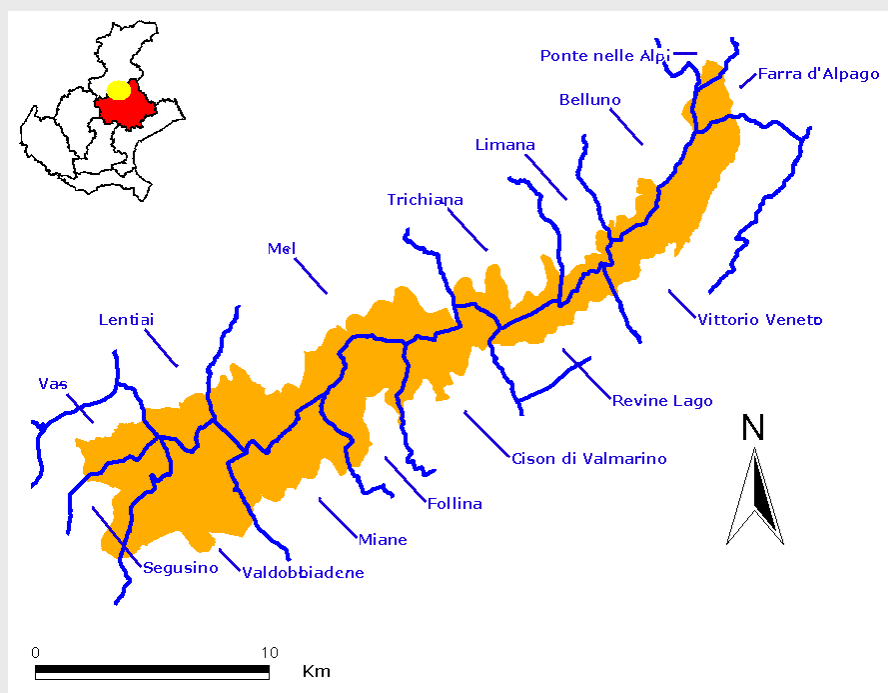 Ponte nelle Alpi
Farra d'Alpago
Belluno
Limana
Trichiana
Mel
Lentiai
Vas
Vittorio Veneto
Revine Lago
Cison di Valmarino
Follina
Miane
Valdobbiadene
Segusino
N
0 10
Km